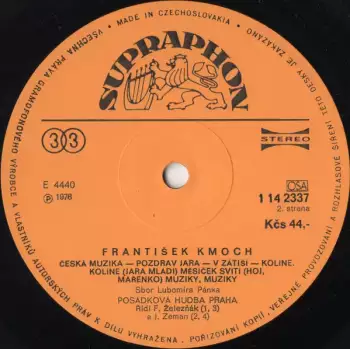 MADE IN CZECHOSLOVAKIA
VŠECHNA PRÁVA GRAMOFONOVÉHO VÝROBCE A VLASTNÍKŮ AUTORSKÝCH PRÁV K DÍLU VYHRAŽENA. POŘIZOVÁNÍ KOPIÍ, VEŘEJNÉ PROVOZOVÁNÍ A ROZHLASOVÉ ŠÍŘENÍ TÉTO DESKY JE ZAKÁZÁNO
SUPRAPHON
33
STEREO
E 4440
℗ 1976
OSA
1 14 2337
2. strana
Kčs 44,-
FRANTIŠEK KMOCH
ČESKÁ MUZIKA — POZDRAV JARA — V ZÁTIŠÍ — KOLÍNE,
KOLÍNE (JARA MLÁDÍ) MĚSÍČEK SVÍTÍ (HOJ,
MAŘENKO) MUZIKY, MUZIKY
Sbor Lubomíra Pánka
POSÁDKOVÁ HUDBA PRAHA,
Řídí F. Železňák (1, 3)
a J. Zeman (2, 4)